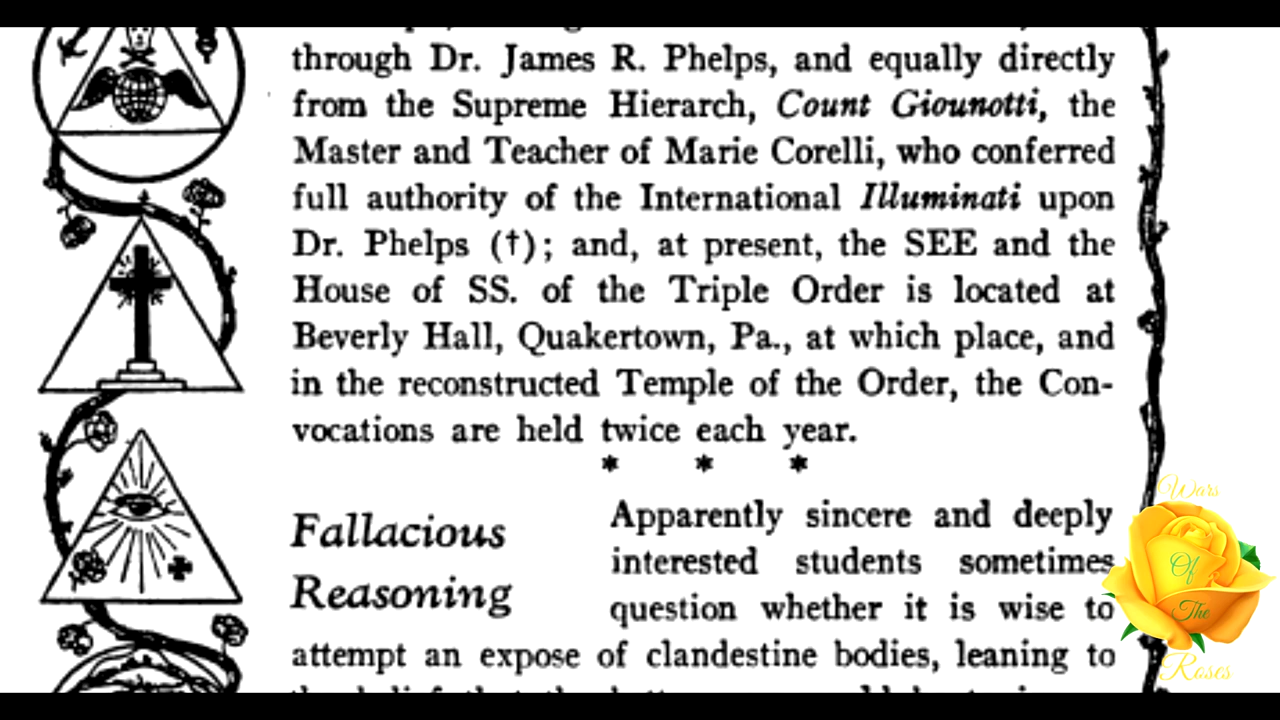 through Dr. James R. Phelps, and equally directly
from the Supreme Hierarch, Count Giounotti, the
Master and Teacher of Marie Corelli, who conferred
full authority of the International Illuminati upon
Dr. Phelps (†); and, at present, the SEE and the
House of SS. of the Triple Order is located at
Beverly Hall, Quakertown, Pa., at which place, and
in the reconstructed Temple of the Order, the Con-
vocations are held twice each year.
* * *
Fallacious
Reasoning
Apparently sincere and deeply
interested students sometimes
question whether it is wise to
attempt an expose of clandestine bodies, leaning to
Wars
Of
The
Roses